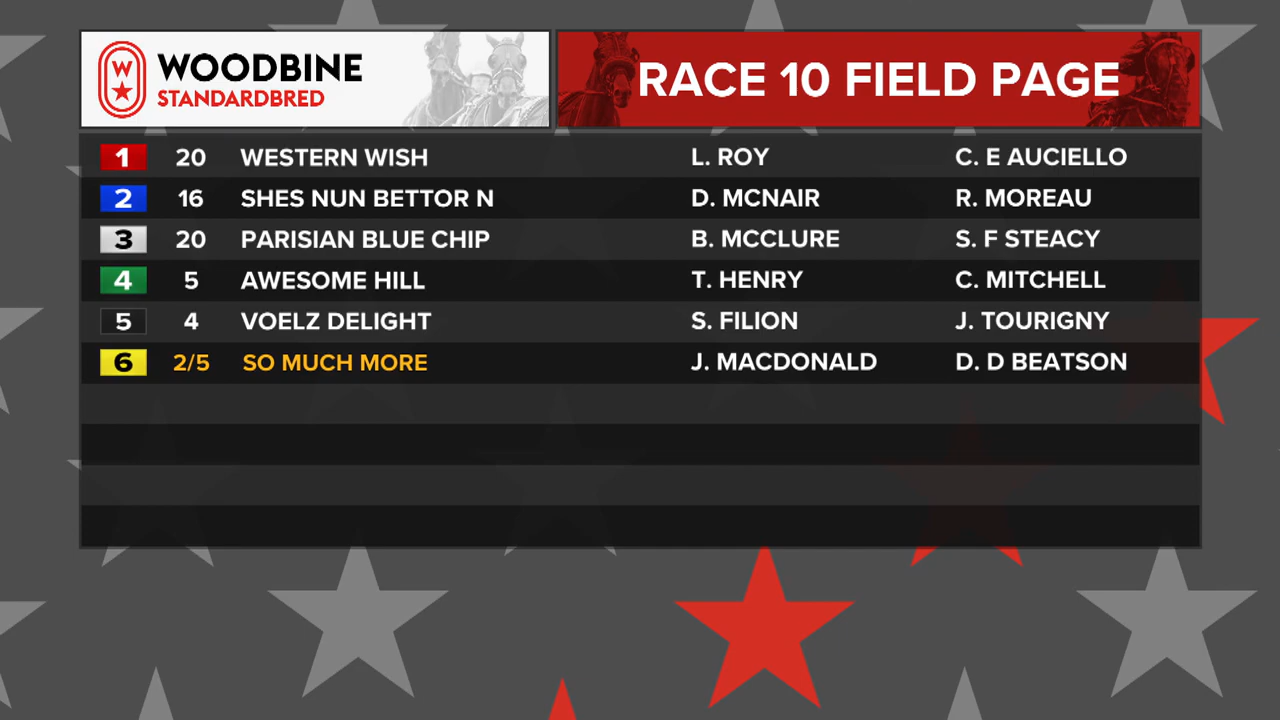 W
WOODBINE
STANDARDBRED
RACE 10 FIELD PAGE
1 20 WESTERN WISH L. ROY C. E AUCIELLO
2 16 SHES NUN BETTOR N D. MCNAIR R. MOREAU
3 20 PARISIAN BLUE CHIP B. MCCLURE S. F STEACY
4 5 AWESOME HILL T. HENRY C. MITCHELL
5 4 VOELZ DELIGHT S. FILION J. TOURIGNY
6 2/5 SO MUCH MORE J. MACDONALD D. D BEATSON